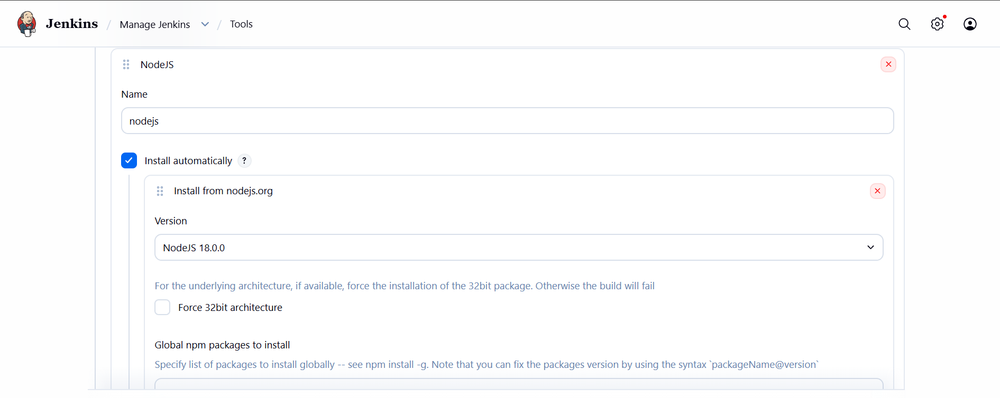 Jenkins / Manage Jenkins / Tools
NodeJS
Name
nodejs
Install automatically ?
Install from nodejs.org
Version
NodeJS 18.0.0
For the underlying architecture, if available, force the installation of the 32bit package. Otherwise the build will fail
Force 32bit architecture
Global npm packages to install
Specify list of packages to install globally -- see npm install -g. Note that you can fix the packages version by using the syntax `packageName@version`